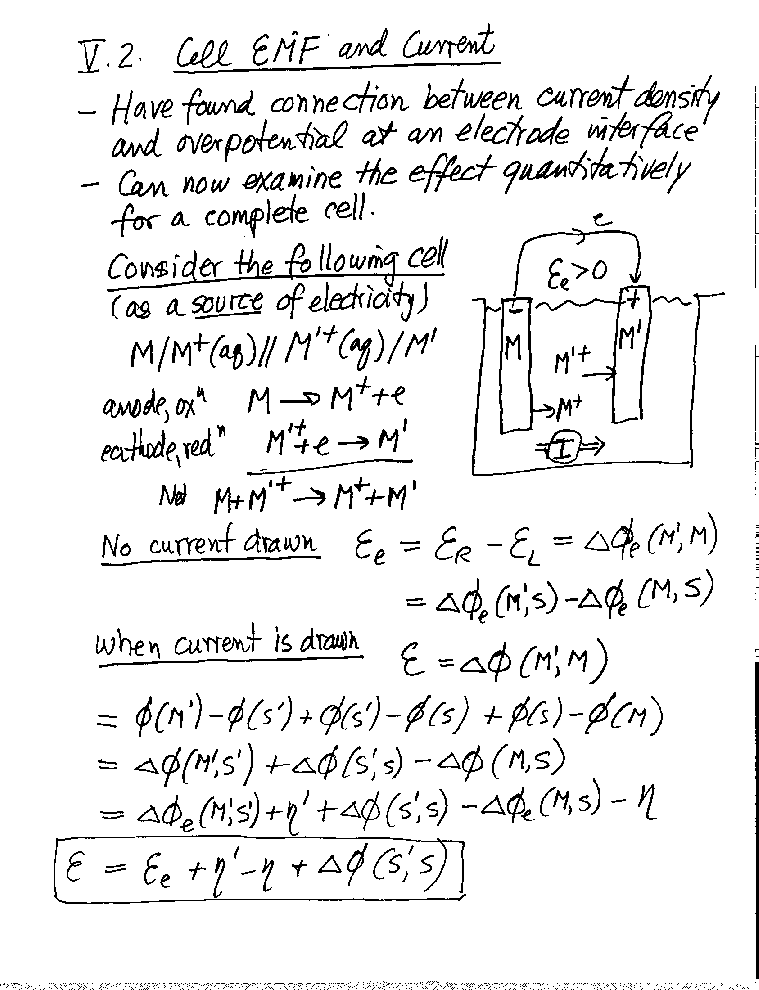 V.2. Cell EMF and Current
– Have found connection between current density
and overpotential at an electrode interface
– Can now examine the effect quantitatively
for a complete cell.
Consider the following cell
(as a source of electricity)
M/M⁺(aq)//M'⁺(aq)/M'
anode, oxⁿ M → M⁺+e
cathode, redⁿ M'⁺+e → M'
Net M+M'⁺ → M⁺+M'
e
Ɛₑ>0
– +
M M'
M'⁺ →
→M⁺
⇒ I ⇒
No current drawn Ɛₑ = Ɛ_R − Ɛ_L = Δϕₑ(M',M)
= Δϕₑ(M',S)−Δϕₑ(M,S)
When current is drawn Ɛ = Δϕ(M',M)
= ϕ(M')−ϕ(S')+ϕ(S')−ϕ(S)+ϕ(S)−ϕ(M)
= Δϕ(M',S')+Δϕ(S',S)−Δϕ(M,S)
= Δϕₑ(M',S')+η'+Δϕ(S',S)−Δϕₑ(M,S)−η
Ɛ = Ɛₑ+η'−η+Δϕ(S',S)